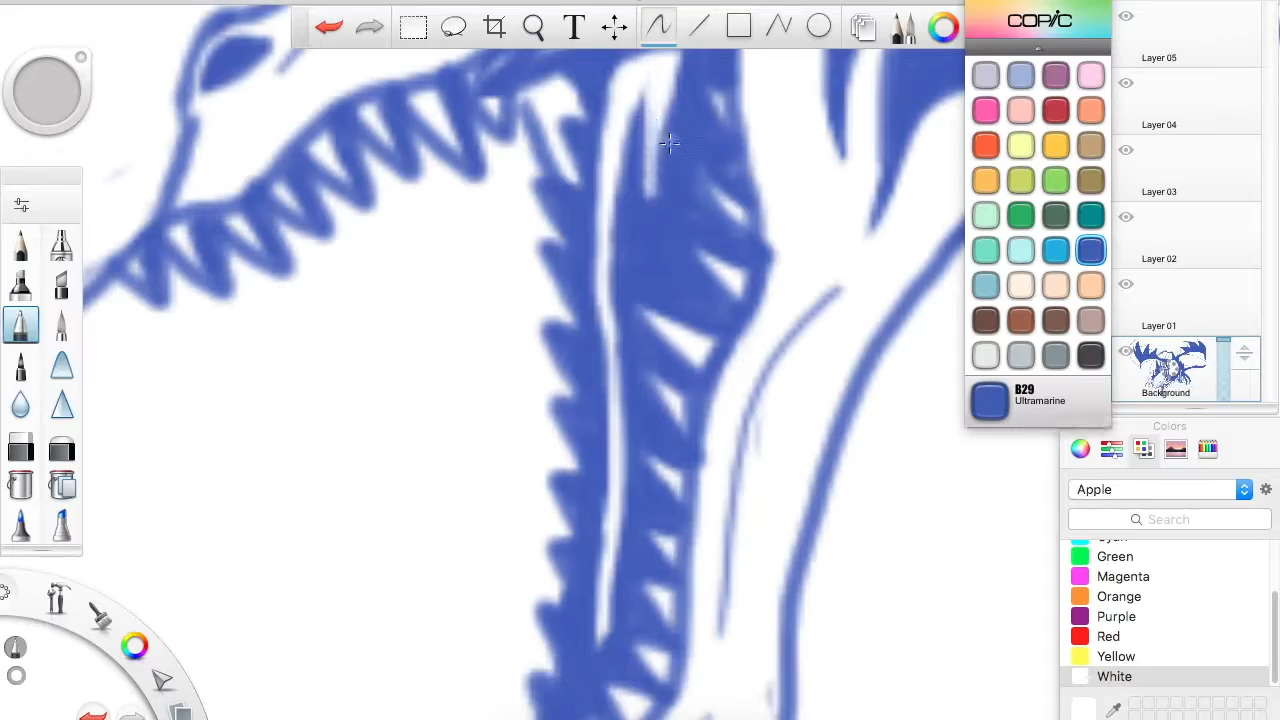 T
COPIC
Layer 05
Layer 04
Layer 03
Layer 02
Layer 01
Background
B29
Ultramarine
Colors
Apple
Search
Green
Magenta
Orange
Purple
Red
Yellow
White